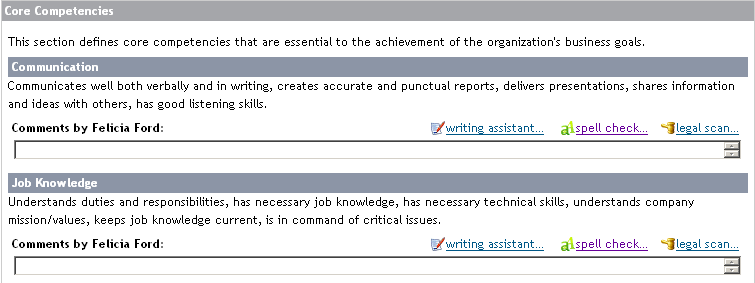 Core Competencies
This section defines core competencies that are essential to the achievement of the organization's business goals.
Communication
Communicates well both verbally and in writing, creates accurate and punctual reports, delivers presentations, shares information
and ideas with others, has good listening skills.
Comments by Felicia Ford: writing assistant... spell check... legal scan...
Job Knowledge
Understands duties and responsibilities, has necessary job knowledge, has necessary technical skills, understands company
mission/values, keeps job knowledge current, is in command of critical issues.
Comments by Felicia Ford: writing assistant... spell check... legal scan...